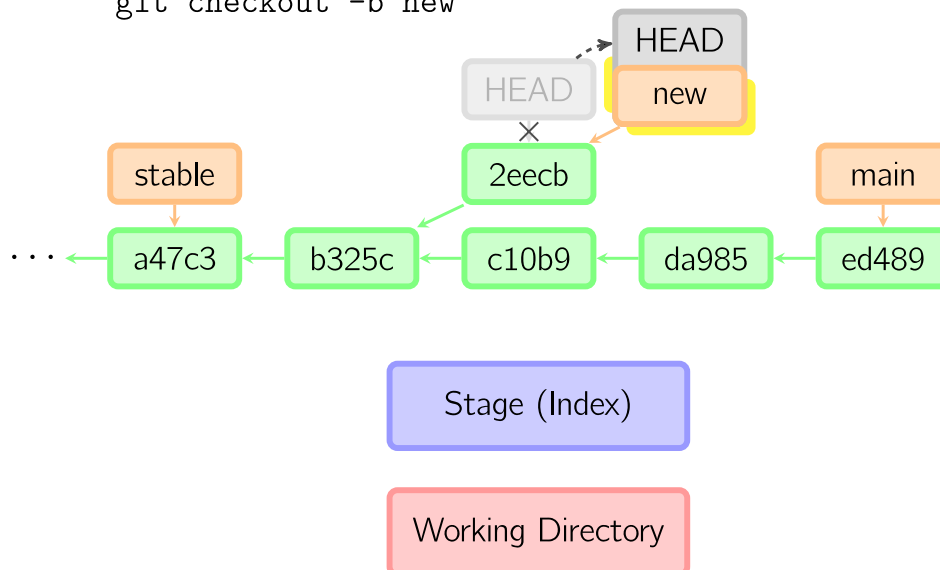 git checkout -b new
HEAD
HEAD
new
stable
2eecb
main
...
a47c3
b325c
c10b9
da985
ed489
Stage (Index)
Working Directory